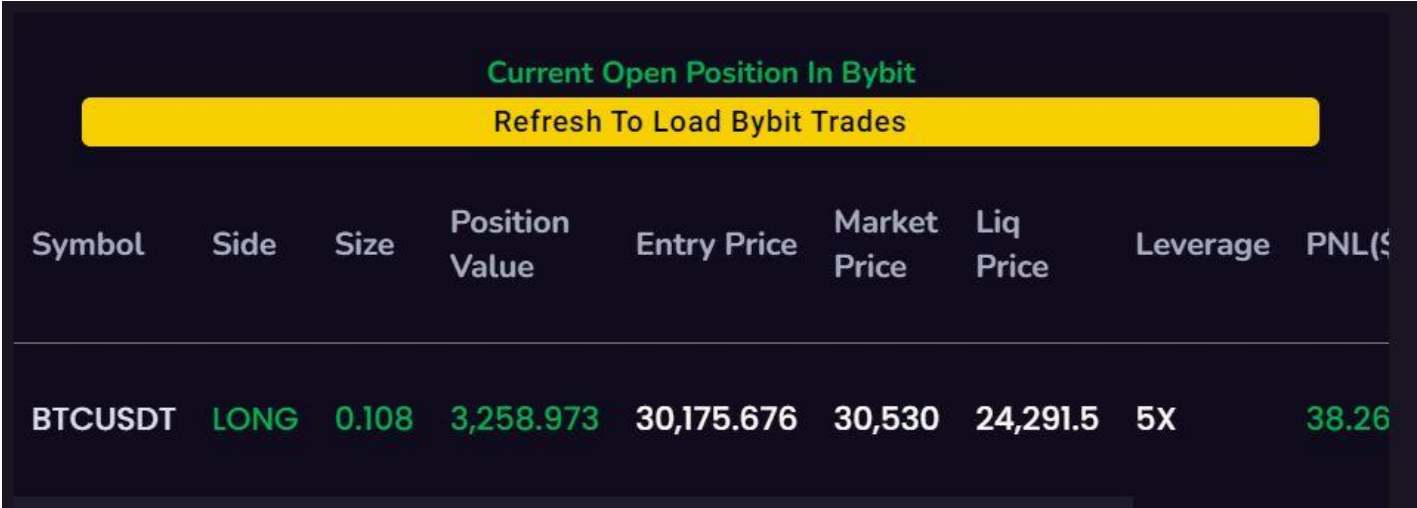 Current Open Position In Bybit
Refresh To Load Bybit Trades
Symbol Side Size Position Value Entry Price Market Price Liq Price Leverage PNL($
BTCUSDT LONG 0.108 3,258.973 30,175.676 30,530 24,291.5 5X 38.26